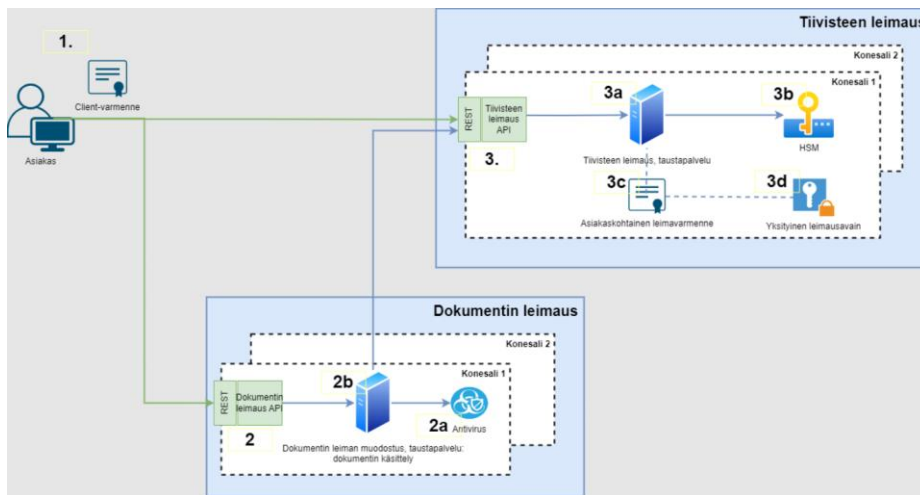 1.
Client-varmenne
Asiakas
Tiivisteen leimaus
Konesali 2
Konesali 1
REST
Tiivisteen
leimaus
API
3.
3a
Tiivisteen leimaus, taustapalvelu
3b
HSM
3c
Asiakaskohtainen leimavarmenne
3d
Yksityinen leimausavain
Dokumentin leimaus
Konesali 2
Konesali 1
REST
Dokumentin
leimaus API
2
2b
2a
Antivirus
Dokumentin leiman muodostus, taustapalvelu:
dokumentin käsittely